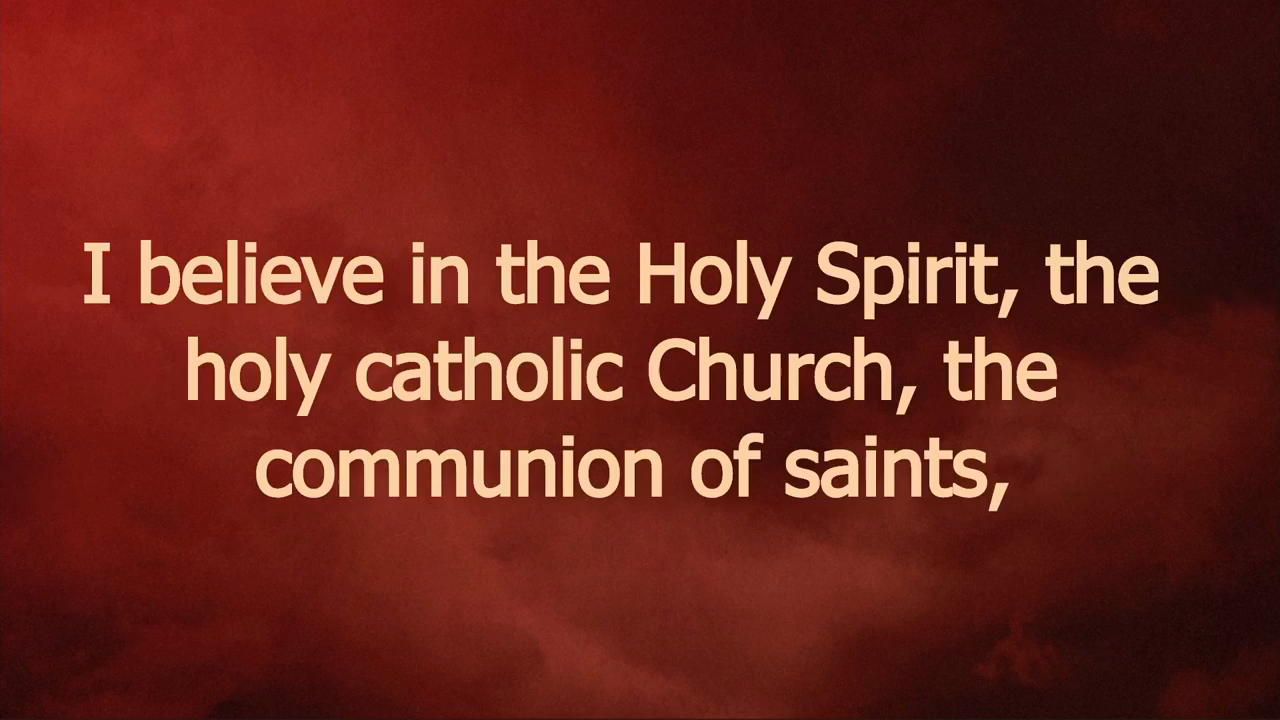 I believe in the Holy Spirit, the
holy catholic Church, the
communion of saints,